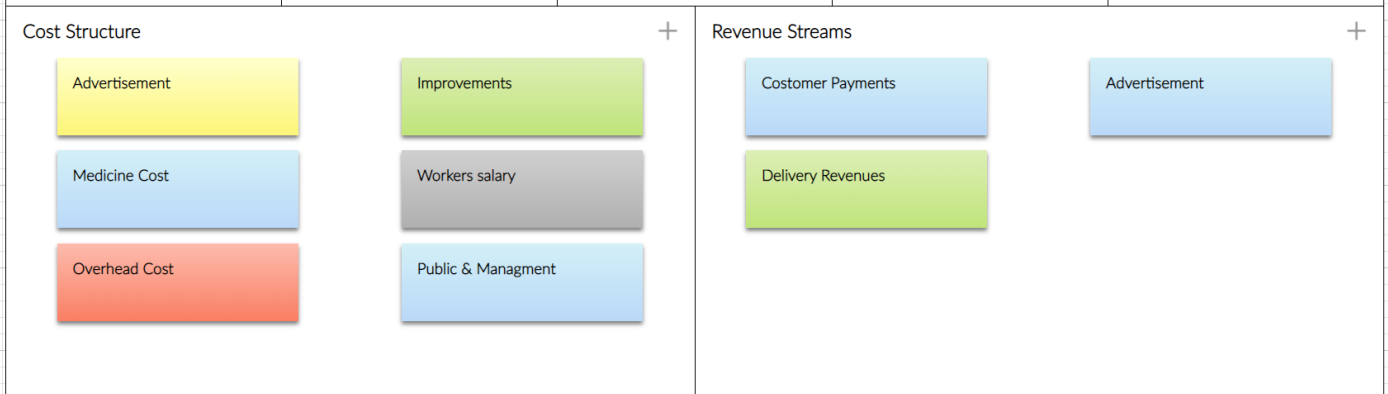 Cost Structure
Advertisement
Improvements
Medicine Cost
Workers salary
Overhead Cost
Public & Managment
Revenue Streams
Costomer Payments
Advertisement
Delivery Revenues